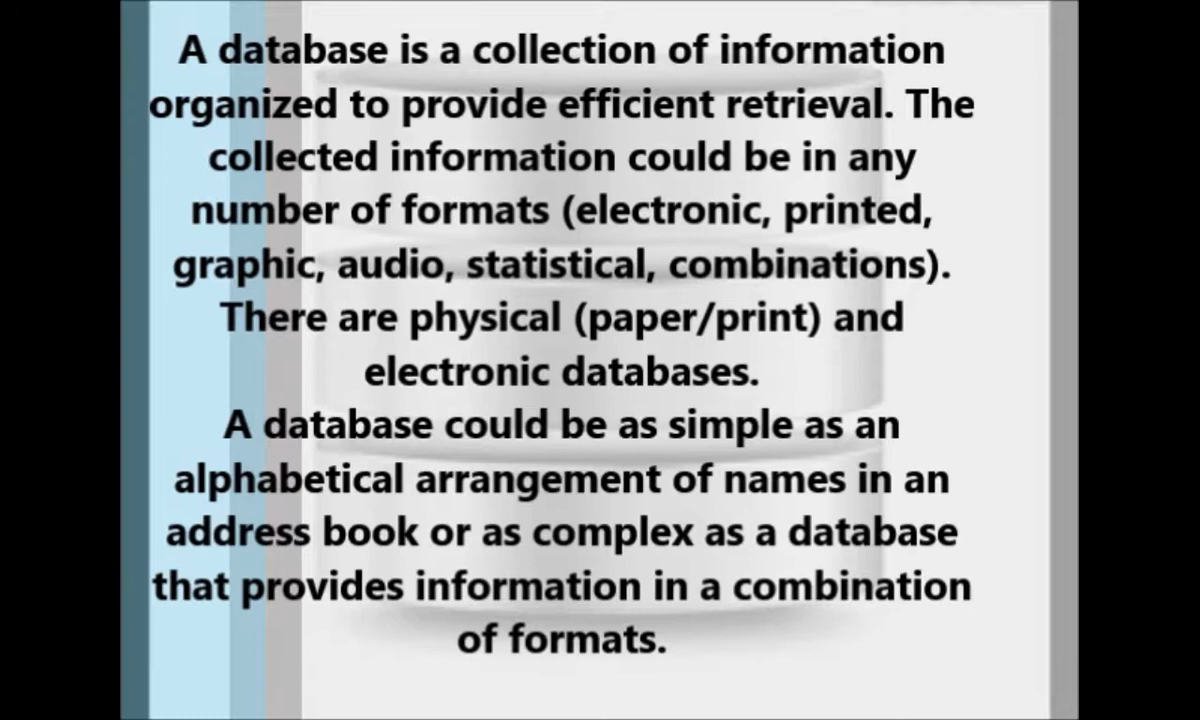 A database is a collection of information
organized to provide efficient retrieval. The
collected information could be in any
number of formats (electronic, printed,
graphic, audio, statistical, combinations).
There are physical (paper/print) and
electronic databases.
A database could be as simple as an
alphabetical arrangement of names in an
address book or as complex as a database
that provides information in a combination
of formats.